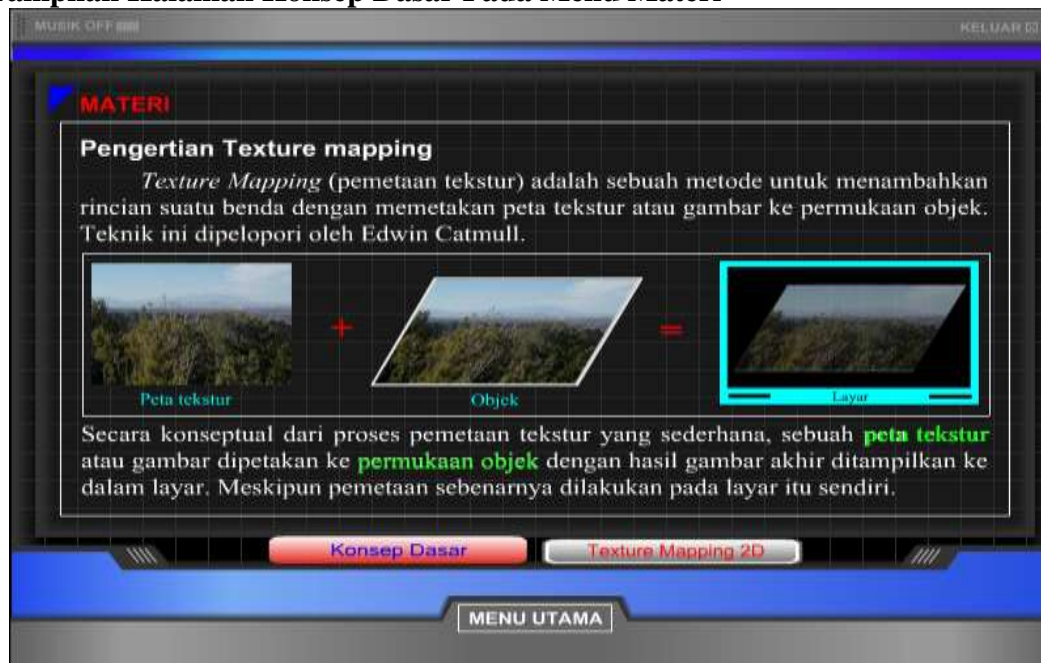 Halaman Konsep Dasar Pada Menu Materi
MUSIK OFF
KELUAR
MATERI
Pengertian Texture mapping
Texture Mapping (pemetaan tekstur) adalah sebuah metode untuk menambahkan
rincian suatu benda dengan memetakan peta tekstur atau gambar ke permukaan objek.
Teknik ini dipelopori oleh Edwin Catmull.
+ =
Peta tekstur
Objek
Layar
Secara konseptual dari proses pemetaan tekstur yang sederhana, sebuah peta tekstur
atau gambar dipetakan ke permukaan objek dengan hasil gambar akhir ditampilkan ke
dalam layar. Meskipun pemetaan sebenarnya dilakukan pada layar itu sendiri.
Konsep Dasar
Texture Mapping 2D
MENU UTAMA